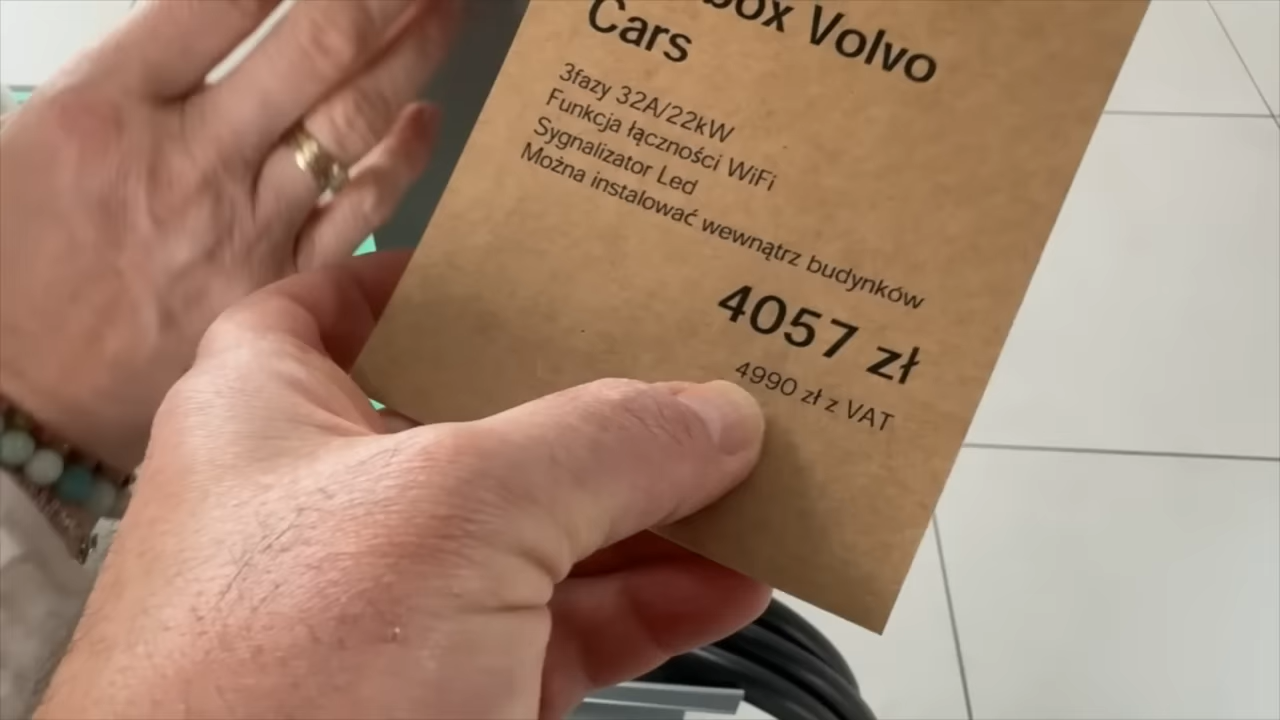 box Volvo
Cars
3fazy 32A/22kW
Funkcja łączności WiFi
Sygnalizator Led
Można instalować wewnątrz budynków
4057 zł
4990 zł z VAT